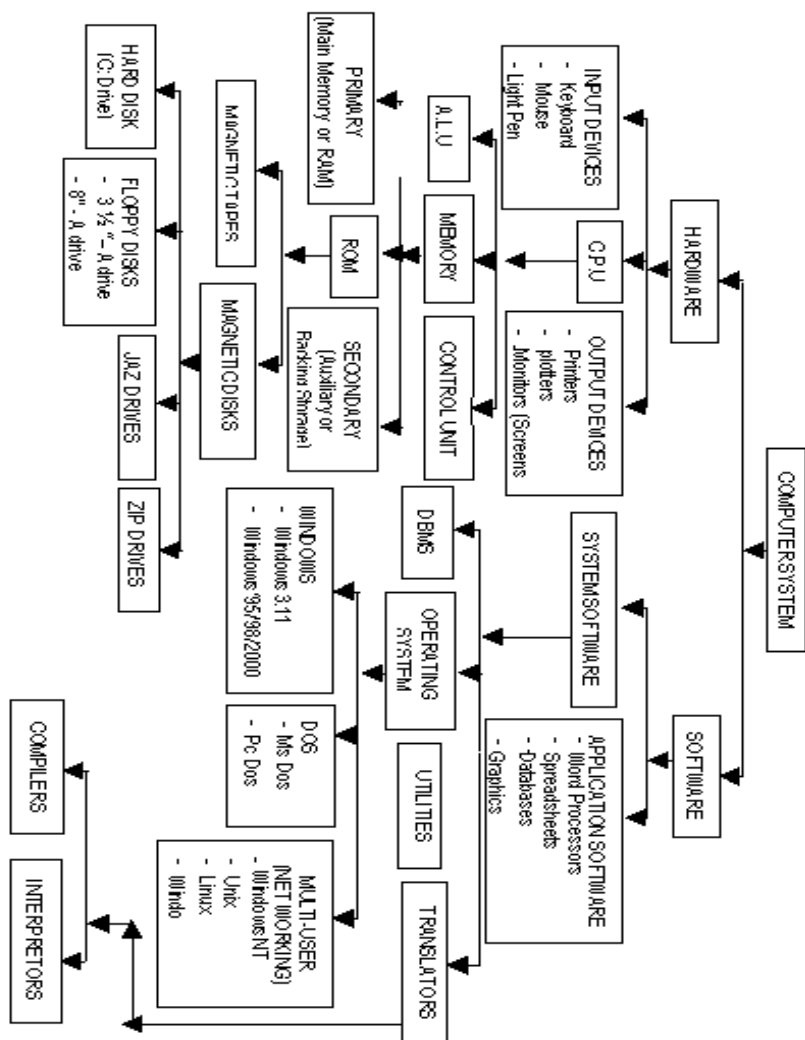 COMPUTER SYSTEM
HARDWARE
SOFTWARE
INPUT DEVICES
- Keyboard
- Mouse
- Light Pen
C.P.U
OUTPUT DEVICES
- Printers
- plotters
- Monitors (Screens
SYSTEM SOFTWARE
APPLICATION SOFTWARE
- Word Processors
- Spreadsheets
- Databases
- Graphics
A.L.U
MEMORY
CONTROL UNIT
DBMS
OPERATING
SYSTEM
UTILITIES
TRANSLATORS
PRIMARY
(Main Memory or RAM)
ROM
SECONDARY
(Auxiliary or
Backing Storage)
WINDOWS
- Windows 3.11
- Windows '95/98/2000
DOS
- Ms Dos
- Pc Dos
MULTI-USER
(NET WORKING)
- Windows NT
- Unix
- Linux
- Windo
MAGNETIC TAPES
MAGNETIC DISKS
HARD DISK
(C: Drive)
FLOPPY DISKS
- 3 ½ " - A drive
- 8" - A drive
JAZ DRIVES
ZIP DRIVES
COMPILERS
INTERPRETORS